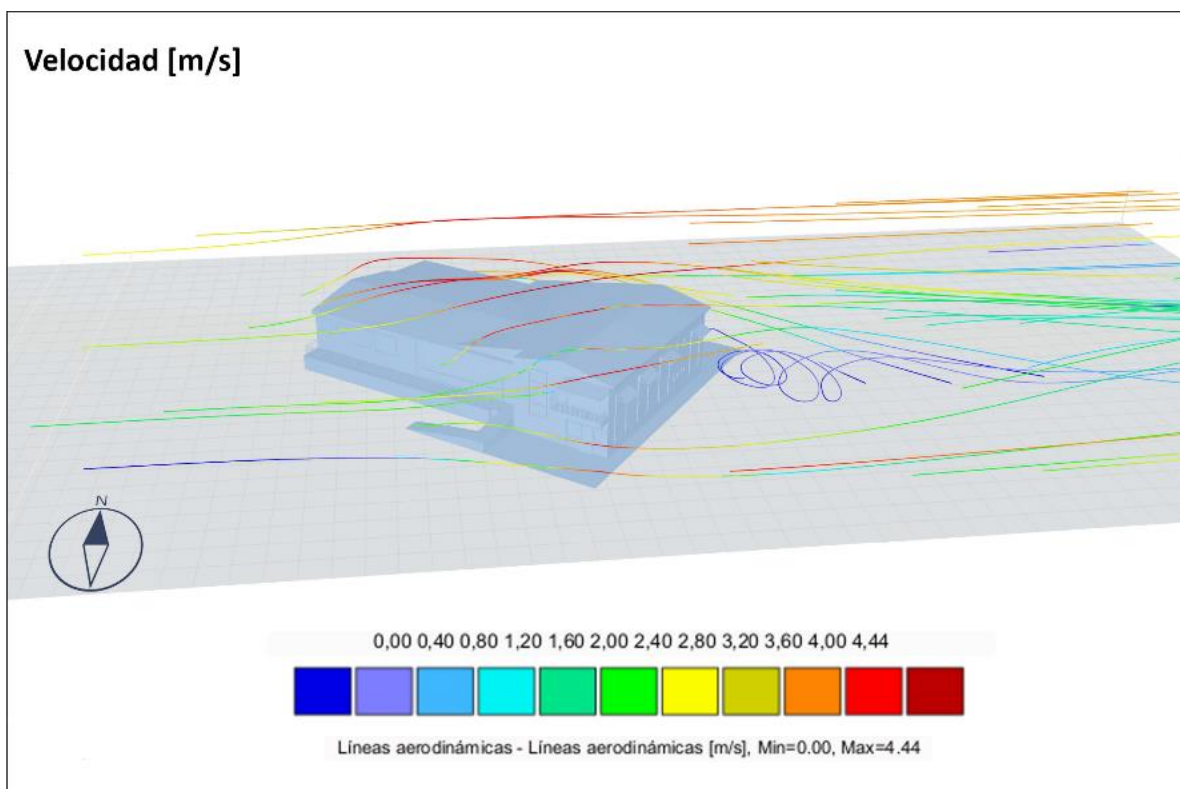 Velocidad [m/s]
N
0,00 0,40 0,80 1,20 1,60 2,00 2,40 2,80 3,20 3,60 4,00 4,44
Líneas aerodinámicas - Líneas aerodinámicas [m/s], Min=0.00, Max=4.44